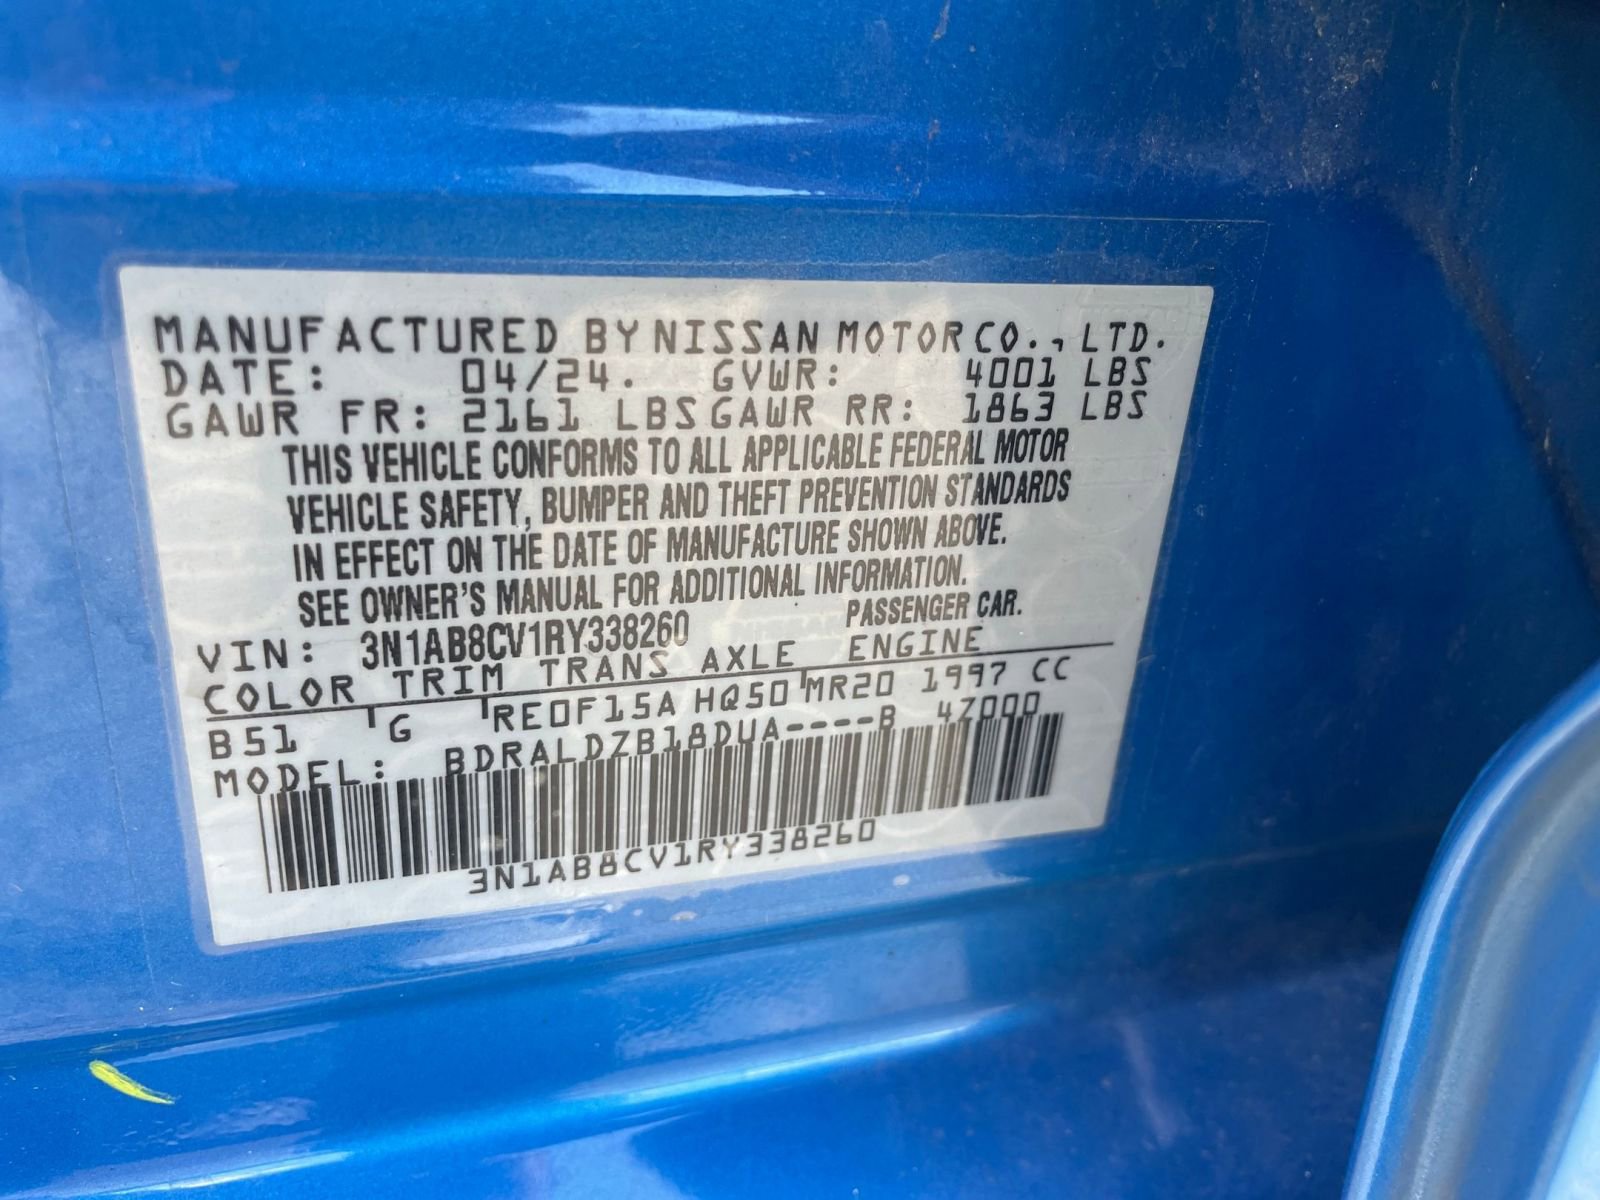 MANUFACTURED BY NISSAN MOTOR CO., LTD.
DATE: 04/24. GVWR: 4001 LBS
GAWR FR: 2161 LBS GAWR RR: 1863 LBS
THIS VEHICLE CONFORMS TO ALL APPLICABLE FEDERAL MOTOR
VEHICLE SAFETY, BUMPER AND THEFT PREVENTION STANDARDS
IN EFFECT ON THE DATE OF MANUFACTURE SHOWN ABOVE.
SEE OWNER'S MANUAL FOR ADDITIONAL INFORMATION.
VIN: 3N1AB8CV1RY338260 PASSENGER CAR.
COLOR TRIM TRANS AXLE ENGINE
B51 G RE0F15A HQ50 MR20 1997 CC
MODEL: BDRALDZB18DUA----B 4Z000
3N1AB8CV1RY338260